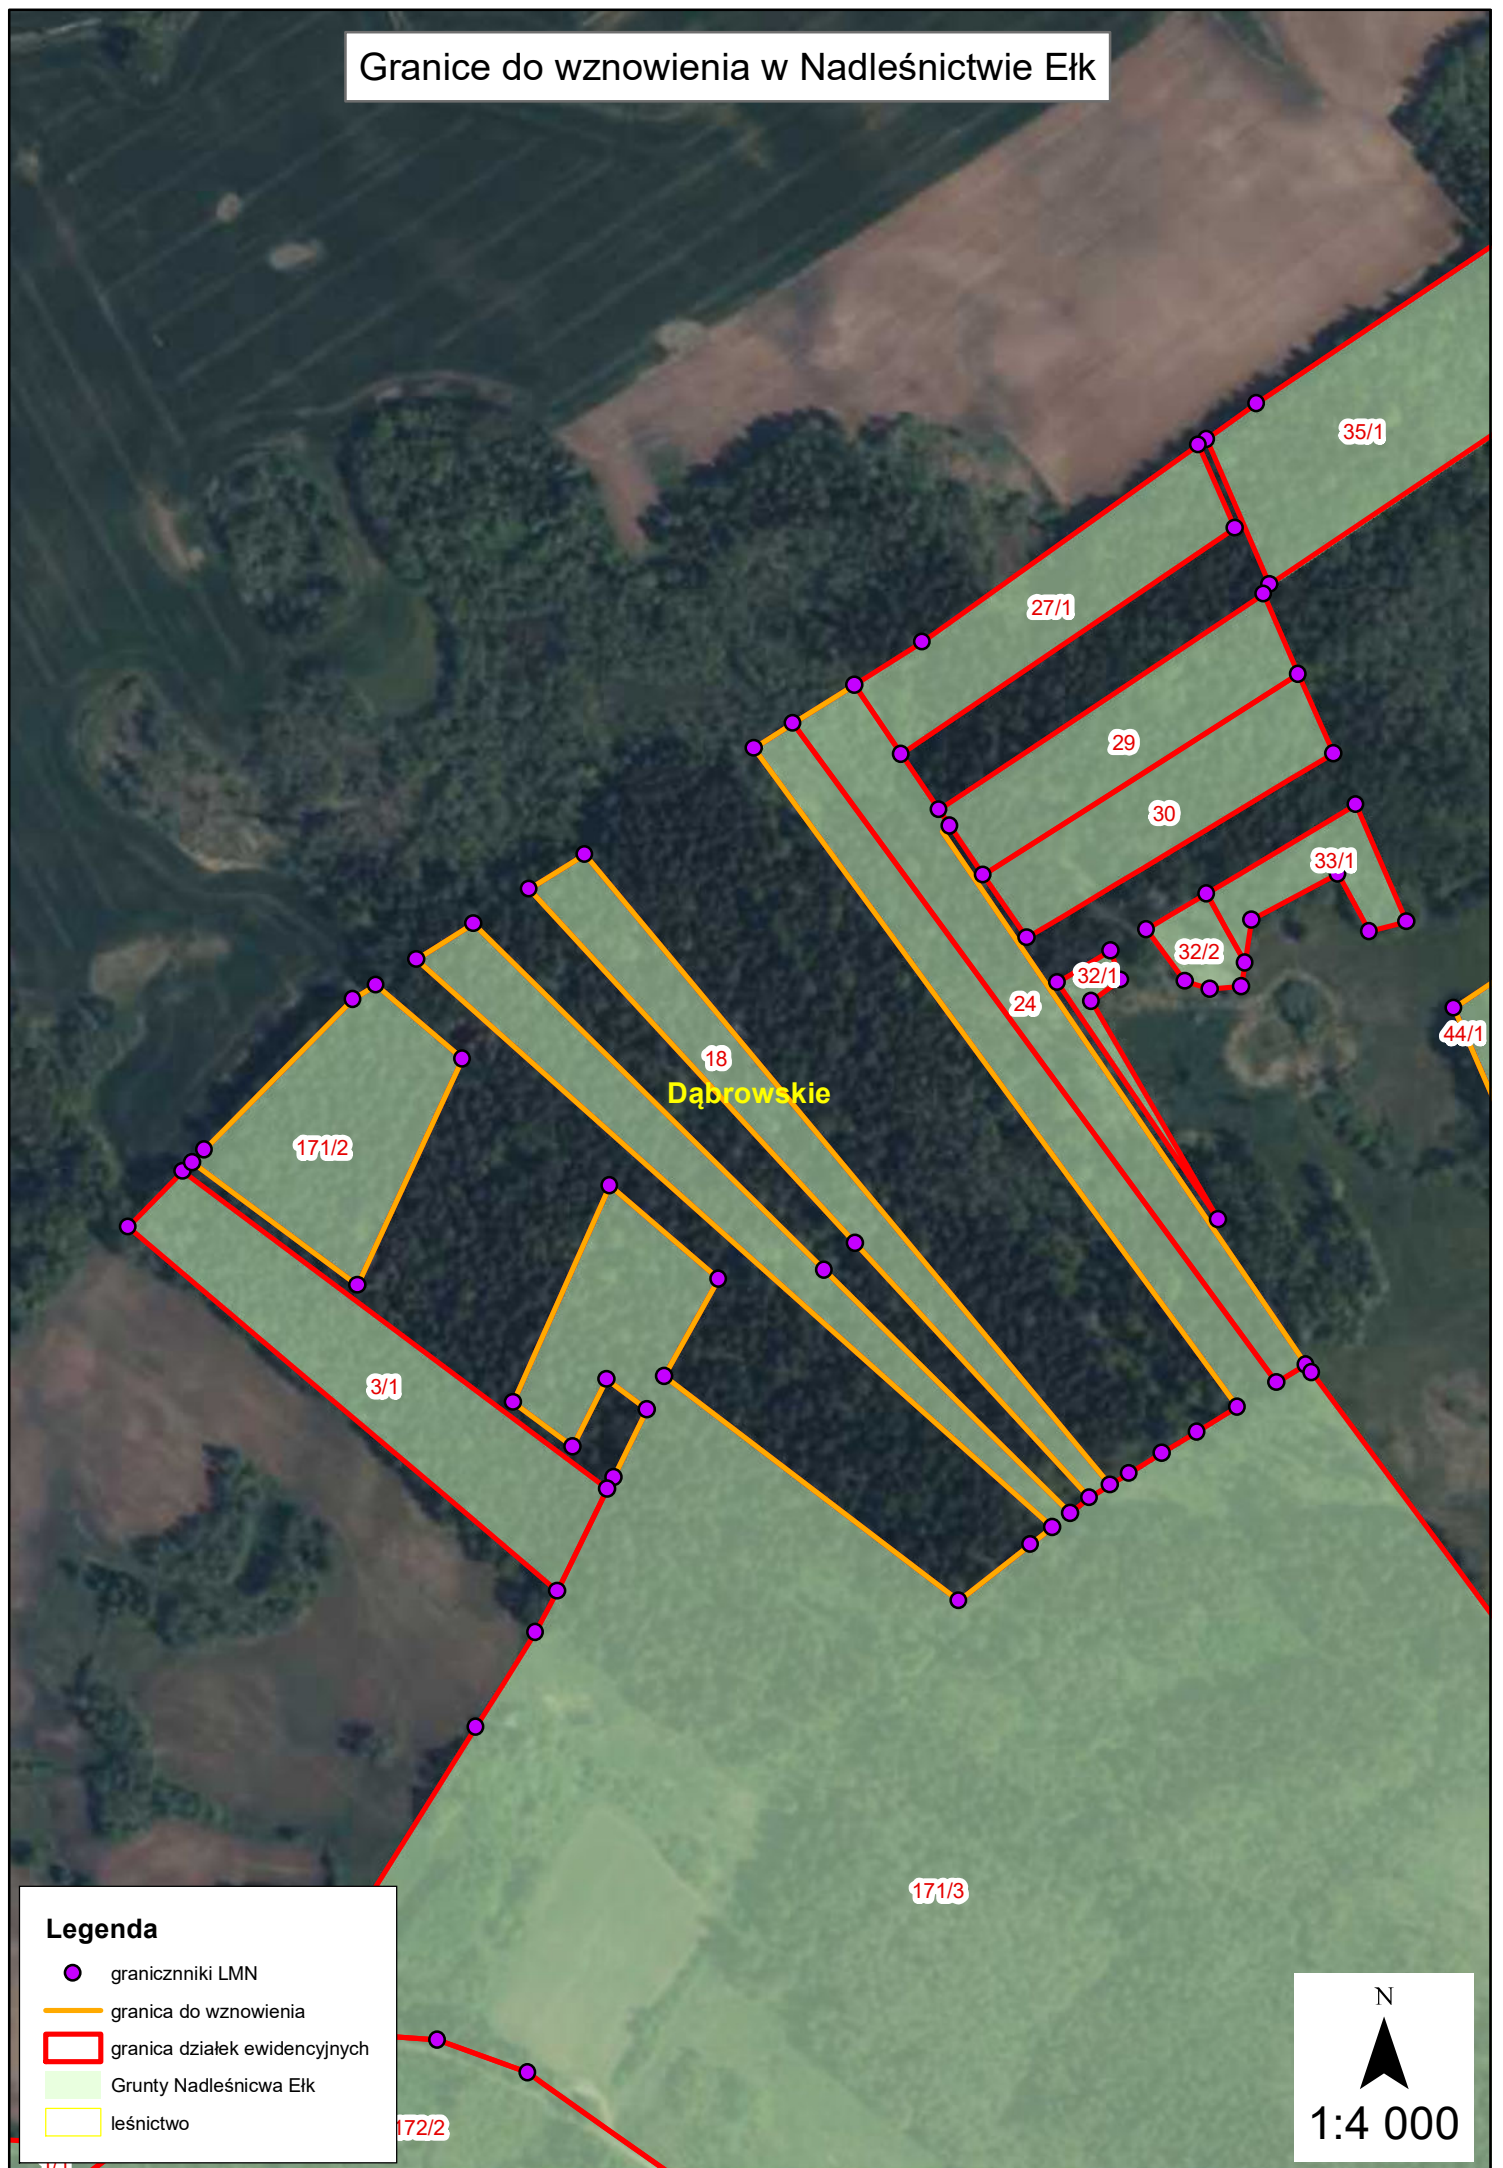 Granice do wznowienia w Nadleśnictwie Ełk
35/1
27/1
29
30
33/1
32/2
32/1
24
44/1
18
Dąbrowskie
171/2
3/1
171/3
Legenda
granicznniki LMN
granica do wznowienia
granica działek ewidencyjnych
Grunty Nadleśnicwa Ełk
leśnictwo
172/2
N
1:4 000